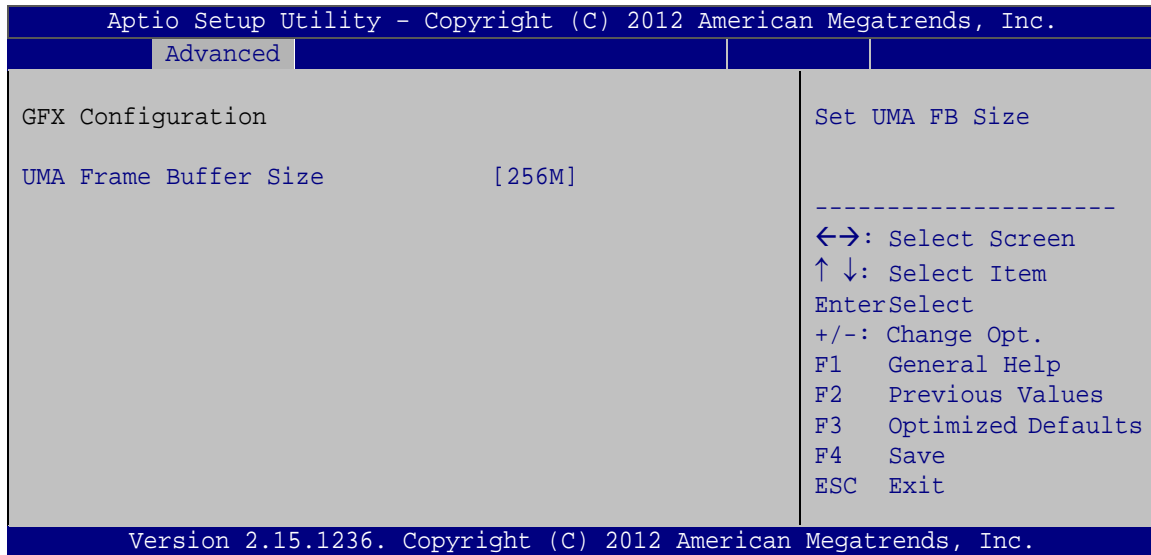 Aptio Setup Utility – Copyright (C) 2012 American Megatrends, Inc.
Advanced
GFX Configuration
UMA Frame Buffer Size [256M]
Set UMA FB Size
----------------------
←→: Select Screen
↑ ↓: Select Item
EnterSelect
+/-: Change Opt.
F1 General Help
F2 Previous Values
F3 Optimized Defaults
F4 Save
ESC Exit
Version 2.15.1236. Copyright (C) 2012 American Megatrends, Inc.